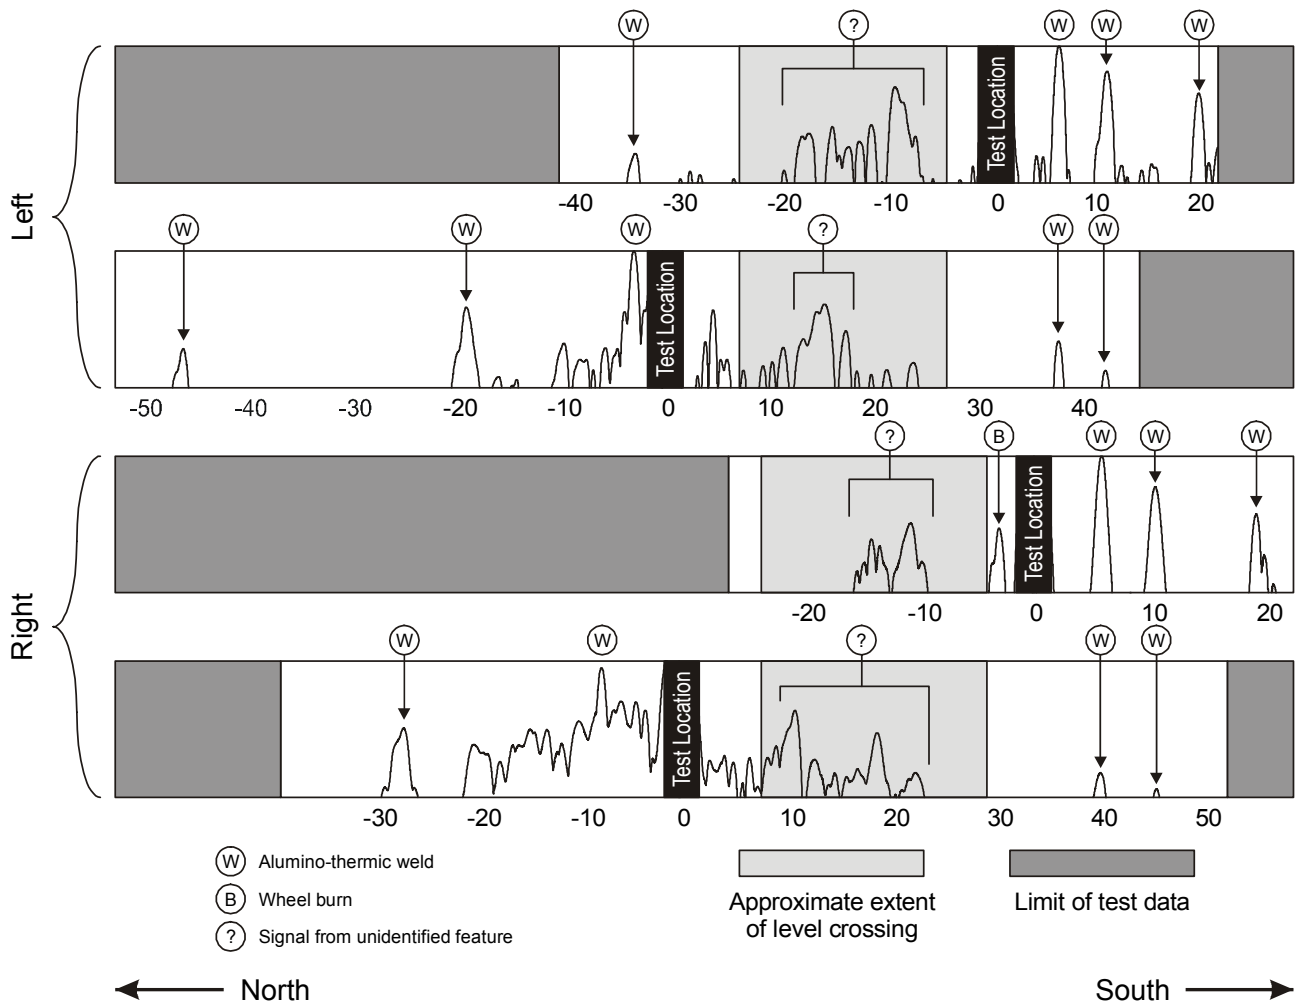 W ? W W W
Left
Test Location
-40 -30 -20 -10 0 10 20
W W W ? W W
Test Location
-50 -40 -30 -20 -10 0 10 20 30 40
? B W W W
Right
Test Location
-20 -10 0 10 20
W W ? W W
Test Location
-30 -20 -10 0 10 20 30 40 50
W Alumino-thermic weld
B Wheel burn
? Signal from unidentified feature
Approximate extent
of level crossing
Limit of test data
North
South